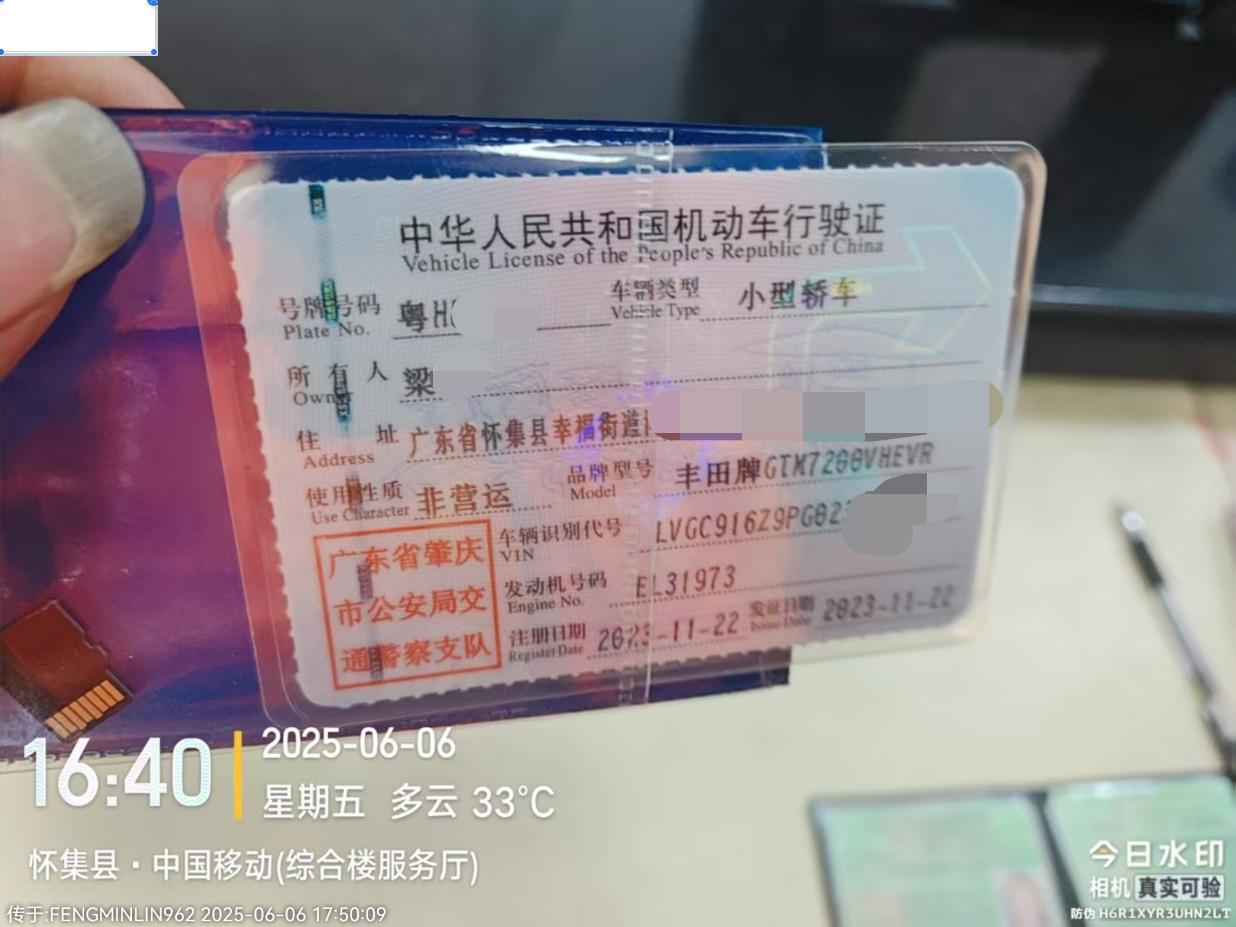 中华人民共和国机动车行驶证
Vehicle License of the People's Republic of China
号牌号码 粤H 车辆类型 小型轿车
Plate No. Vehicle Type
所有人 梁
Owner
住址 广东省怀集县幸福街道
Address
使用性质 非营运 品牌型号 丰田牌GTM7200VHEVR
Use Character Model
广东省肇庆
市公安局交
通警察支队
车辆识别代号 LVGC916Z9PG02
VIN
发动机号码 EL31973
Engine No.
注册日期 2023-11-22 发证日期 2023-11-22
Register Date Issue Date
16:40
2025-06-06
星期五 多云 33°C
怀集县·中国移动(综合楼服务厅)
传于:FENGMINLIN962 2025-06-06 17:50:09
今日水印
相机 真实可验
防伪 H6R1XYR3UHN2LT